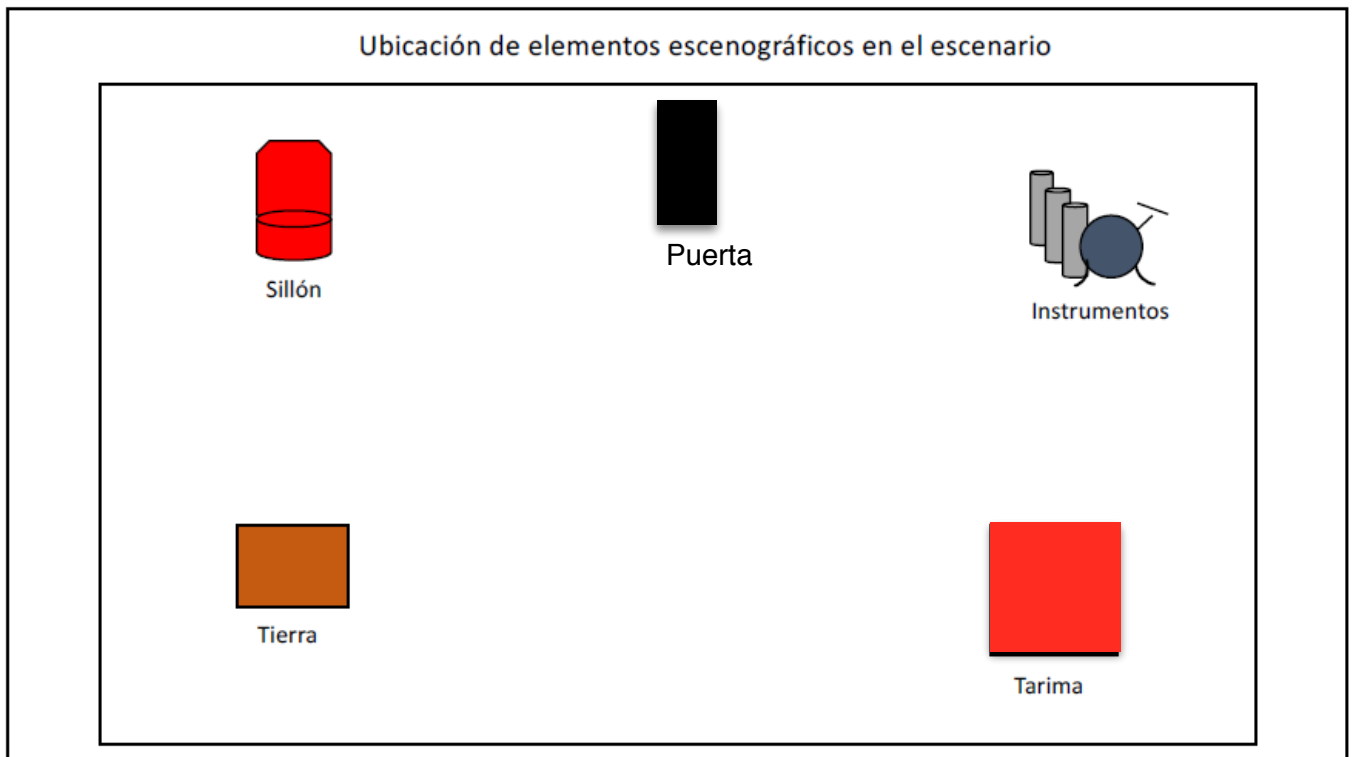 Ubicación de elementos escenográficos en el escenario
Puerta
Sillón
Instrumentos
Tierra
Tarima